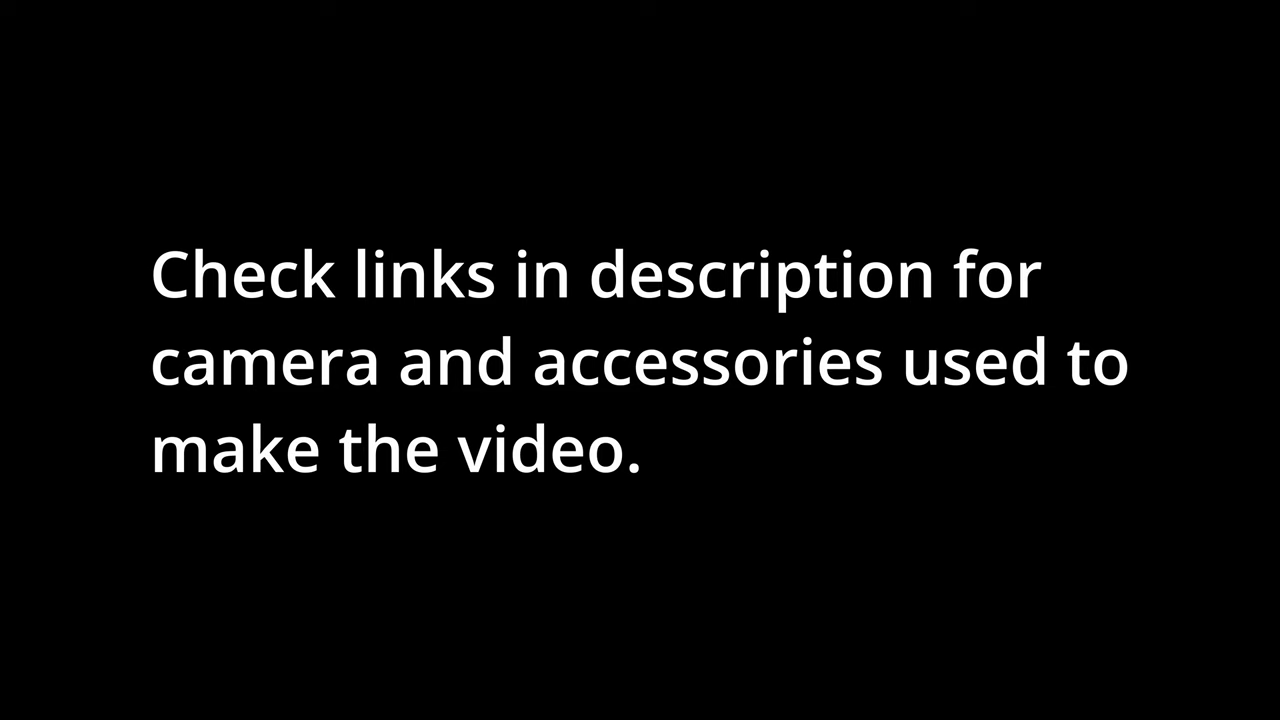 Check links in description for
camera and accessories used to
make the video.